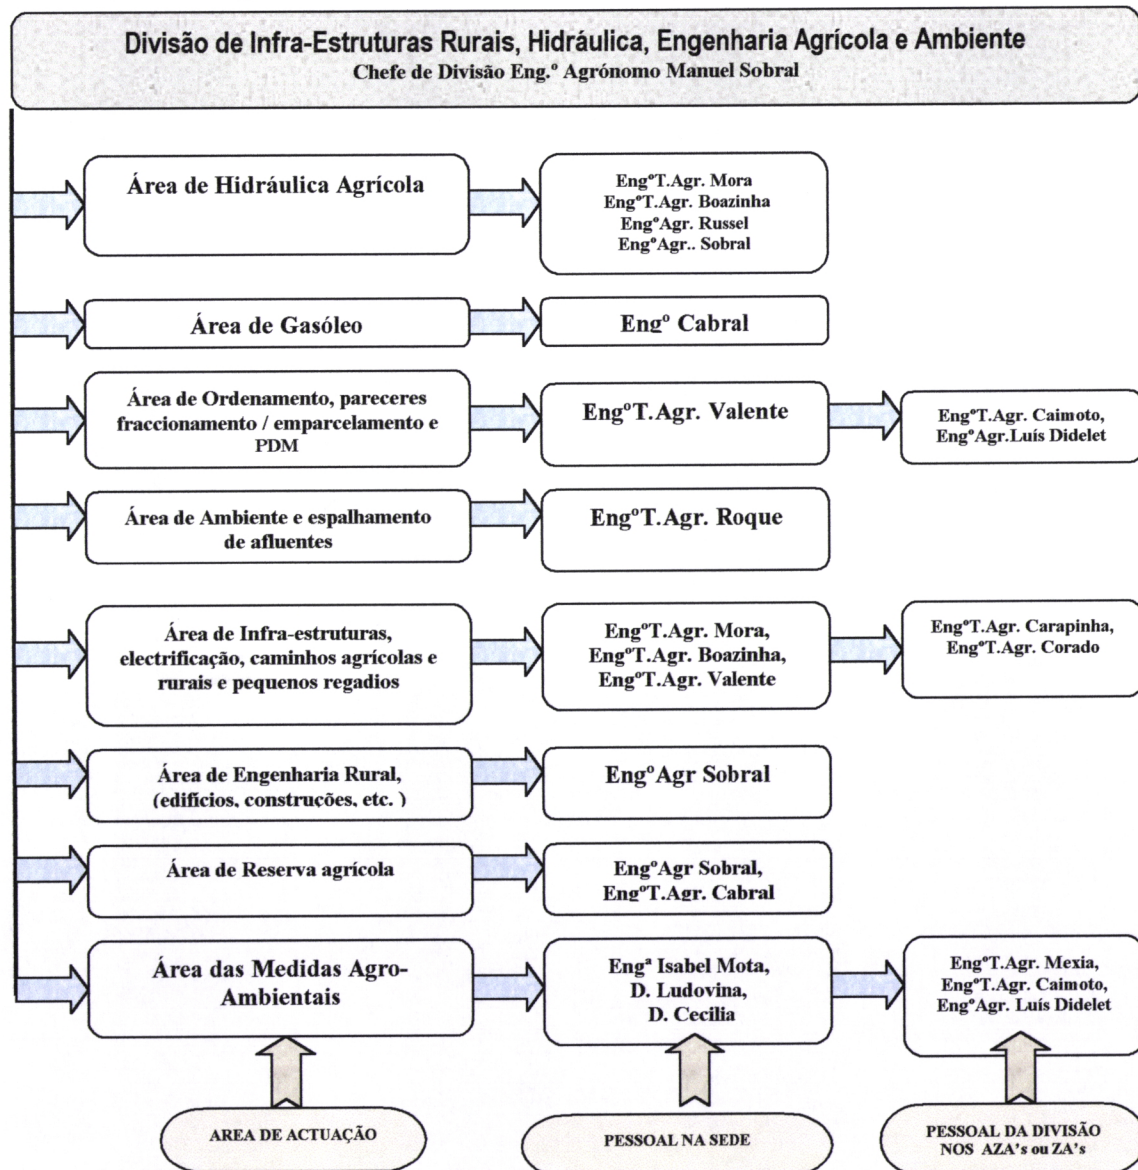 Divisão de Infra-Estruturas Rurais, Hidráulica, Engenharia Agrícola e Ambiente
Chefe de Divisão Eng.º Agrónomo Manuel Sobral
Área de Hidráulica Agrícola
EngºT.Agr. Mora
EngºT.Agr. Boazinha
EngºAgr. Russel
EngºAgr.. Sobral
Área de Gasóleo
Engº Cabral
Área de Ordenamento, pareceres
fraccionamento / emparcelamento e
PDM
EngºT.Agr. Valente
EngºT.Agr. Caimoto,
EngºAgr.Luís Didelet
Área de Ambiente e espalhamento
de afluentes
EngºT.Agr. Roque
Área de Infra-estruturas,
electrificação, caminhos agrícolas e
rurais e pequenos regadios
EngºT.Agr. Mora,
EngºT.Agr. Boazinha,
EngºT.Agr. Valente
EngºT.Agr. Carapinha,
EngºT.Agr. Corado
Área de Engenharia Rural,
(edifícios, construções, etc. )
EngºAgr Sobral
Área de Reserva agrícola
EngºAgr Sobral,
EngºT.Agr. Cabral
Área das Medidas Agro-
Ambientais
Engª Isabel Mota,
D. Ludovina,
D. Cecilia
EngºT.Agr. Mexia,
EngºT.Agr. Caimoto,
EngºAgr. Luís Didelet
AREA DE ACTUAÇÃO
PESSOAL NA SEDE
PESSOAL DA DIVISÃO
NOS AZA's ou ZA's